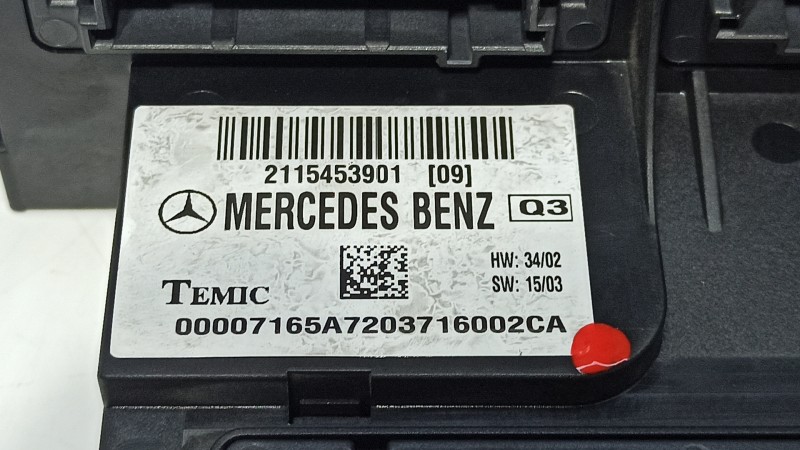 2115453901 [09]
MERCEDES BENZ Q3
HW: 34/02
SW: 15/03
TEMIC
00007165A7203716002CA